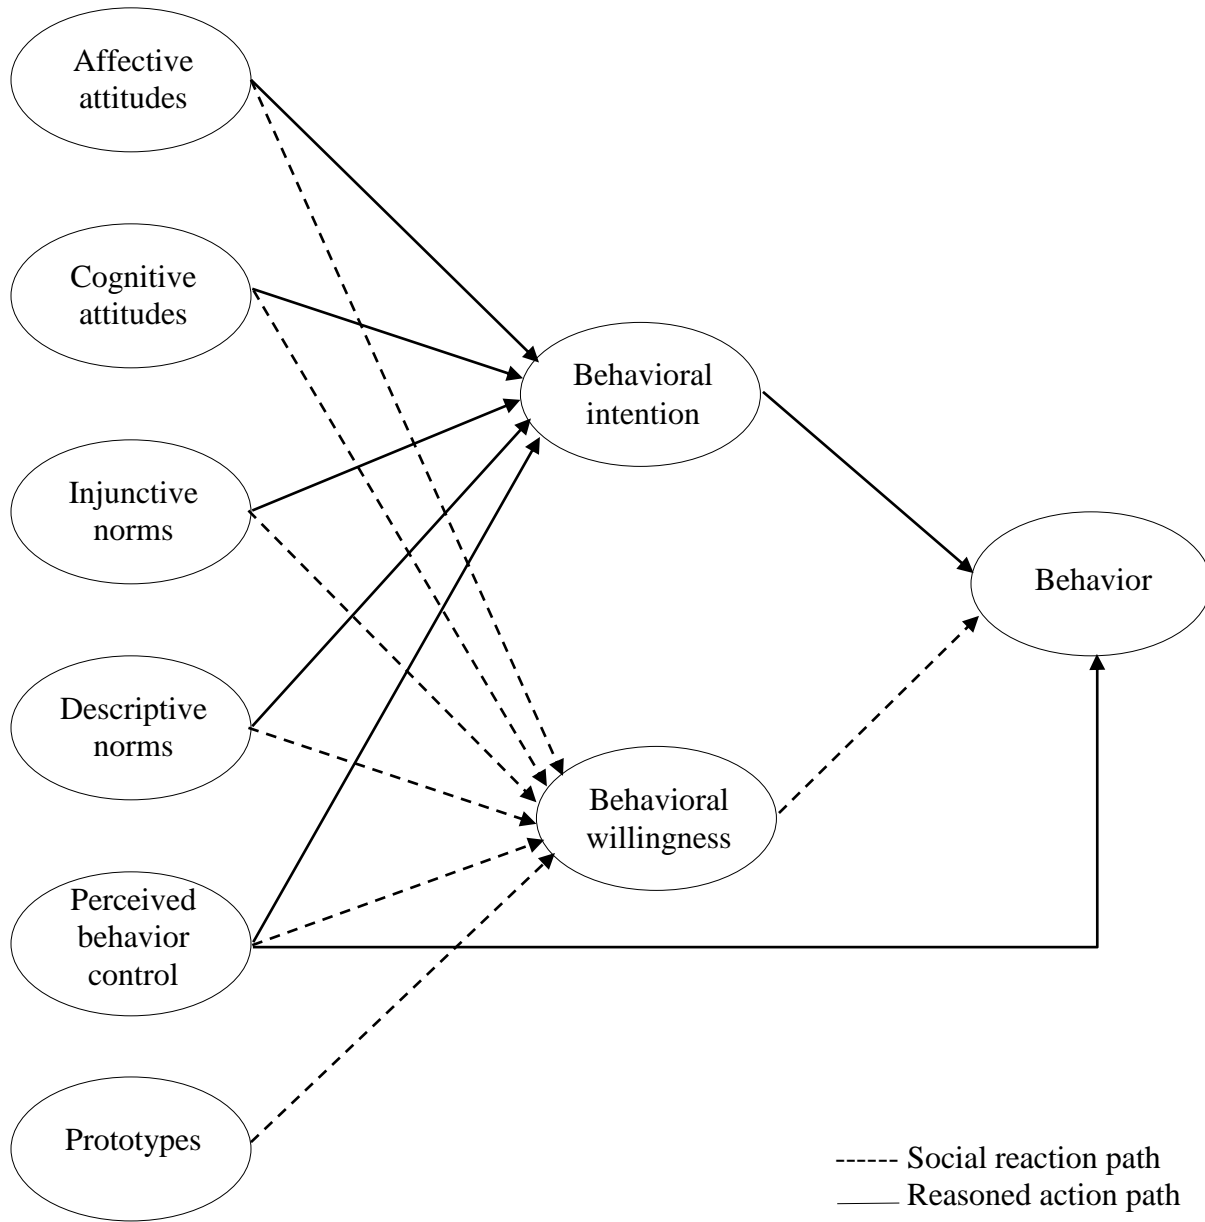 Affective
attitudes
Cognitive
attitudes
Behavioral
intention
Injunctive
norms
Behavior
Descriptive
norms
Behavioral
willingness
Perceived
behavior
control
Prototypes
Social reaction path
Reasoned action path